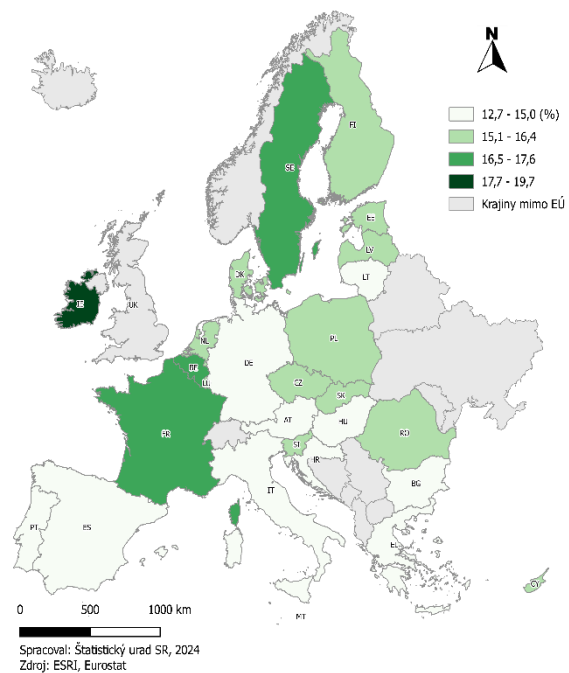 N
12,7 - 15,0 (%)
15,1 - 16,4
16,5 - 17,6
17,7 - 19,7
Krajiny mimo EÚ
FI
SE
EE
LV
LT
DK
IE
UK
NL
PL
DE
BE
LU
CZ
SK
FR
AT
HU
SI
RO
HR
IT
BG
PT
ES
EL
CY
MT
0 500 1000 km
Spracoval: Štatistický urad SR, 2024
Zdroj: ESRI, Eurostat